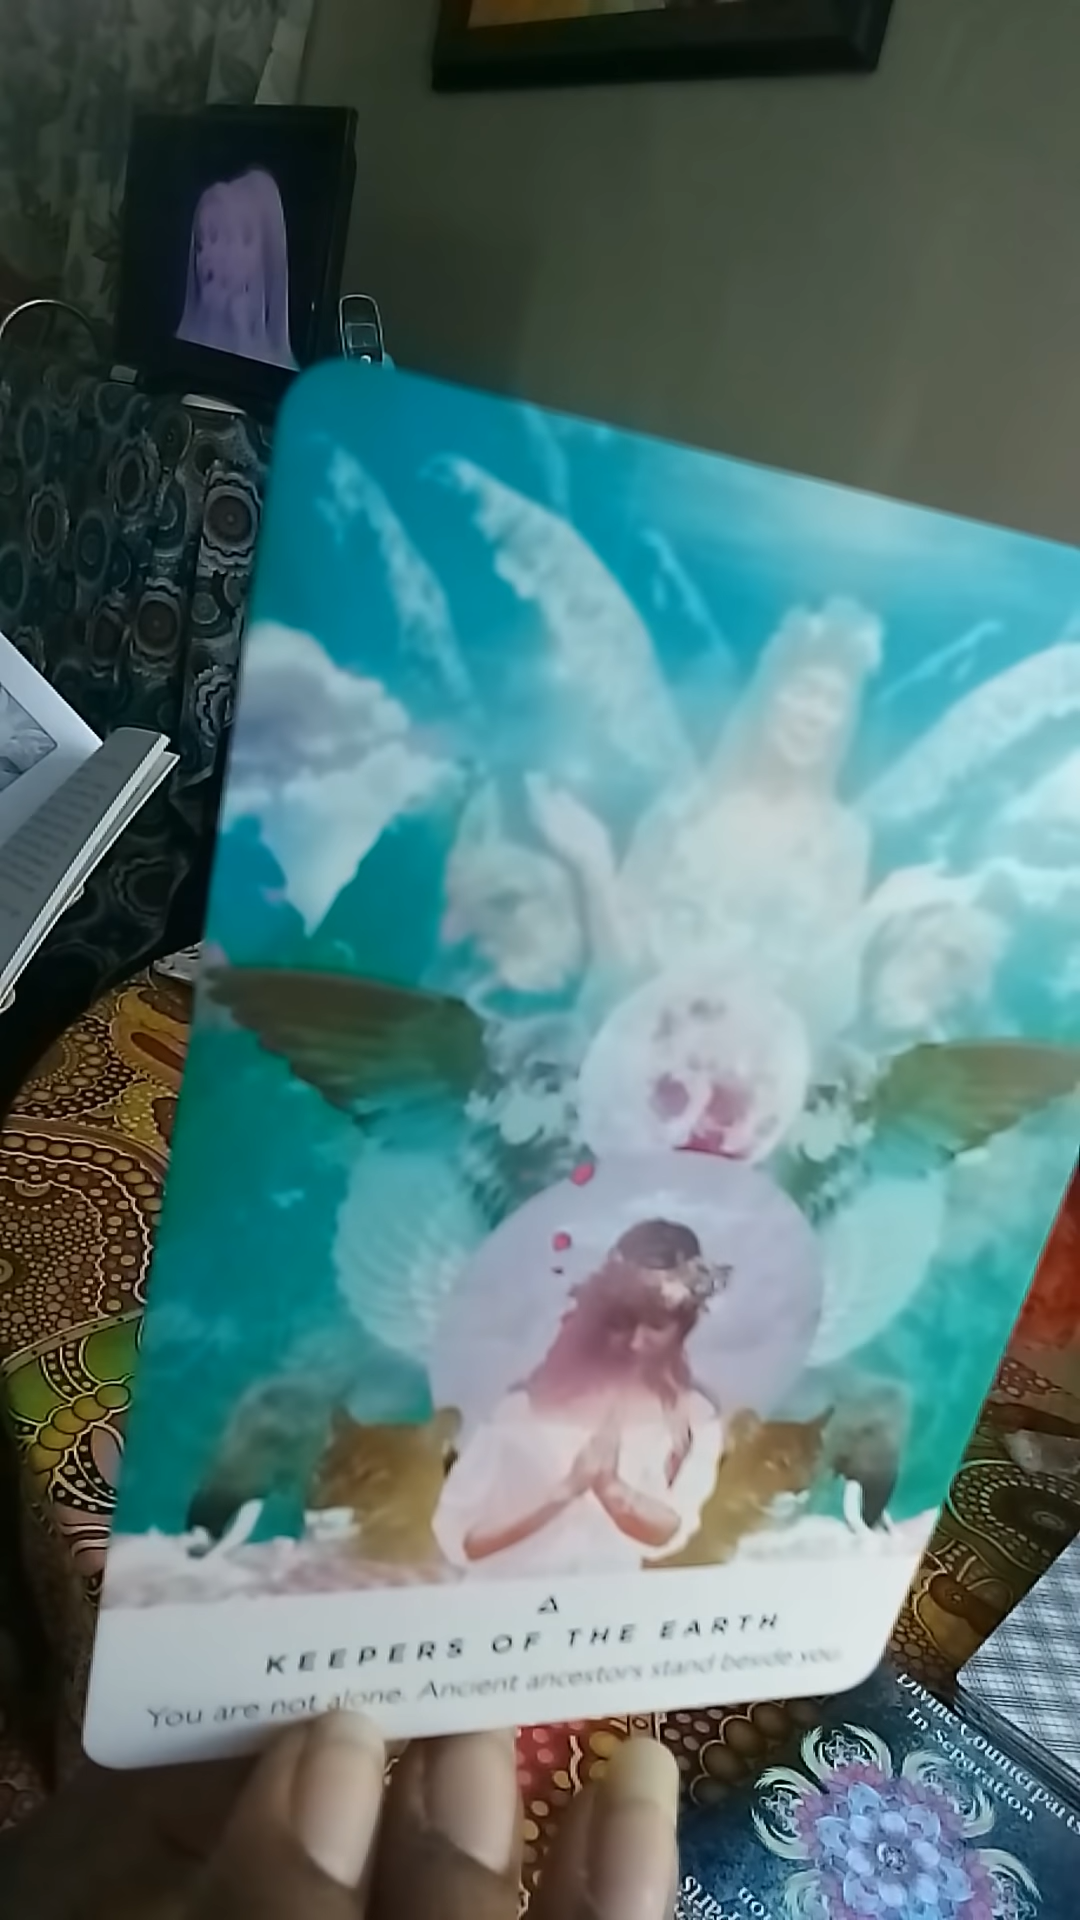 KEEPERS OF THE EARTH
You are not alone. Ancient ancestors stand beside you.
Divine Counterparts
In Separation